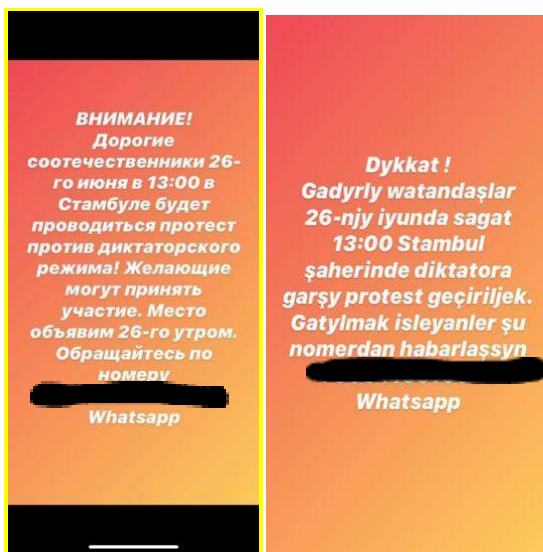 ВНИМАНИЕ!
Дорогие
соотечественники 26-
го июня в 13:00 в
Стамбуле будет
проводиться протест
против диктаторского
режима! Желающие
могут принять
участие. Место
объявим 26-го утром.
Обращайтесь по
номеру
Whatsapp
Dykkat !
Gadyrly watandaşlar
26-njy iyunda sagat
13:00 Stambul
şaherinde diktatora
garşy protest geçiriljek.
Gatylmak isleyanler şu
nomerdan habarlaşsyn
Whatsapp